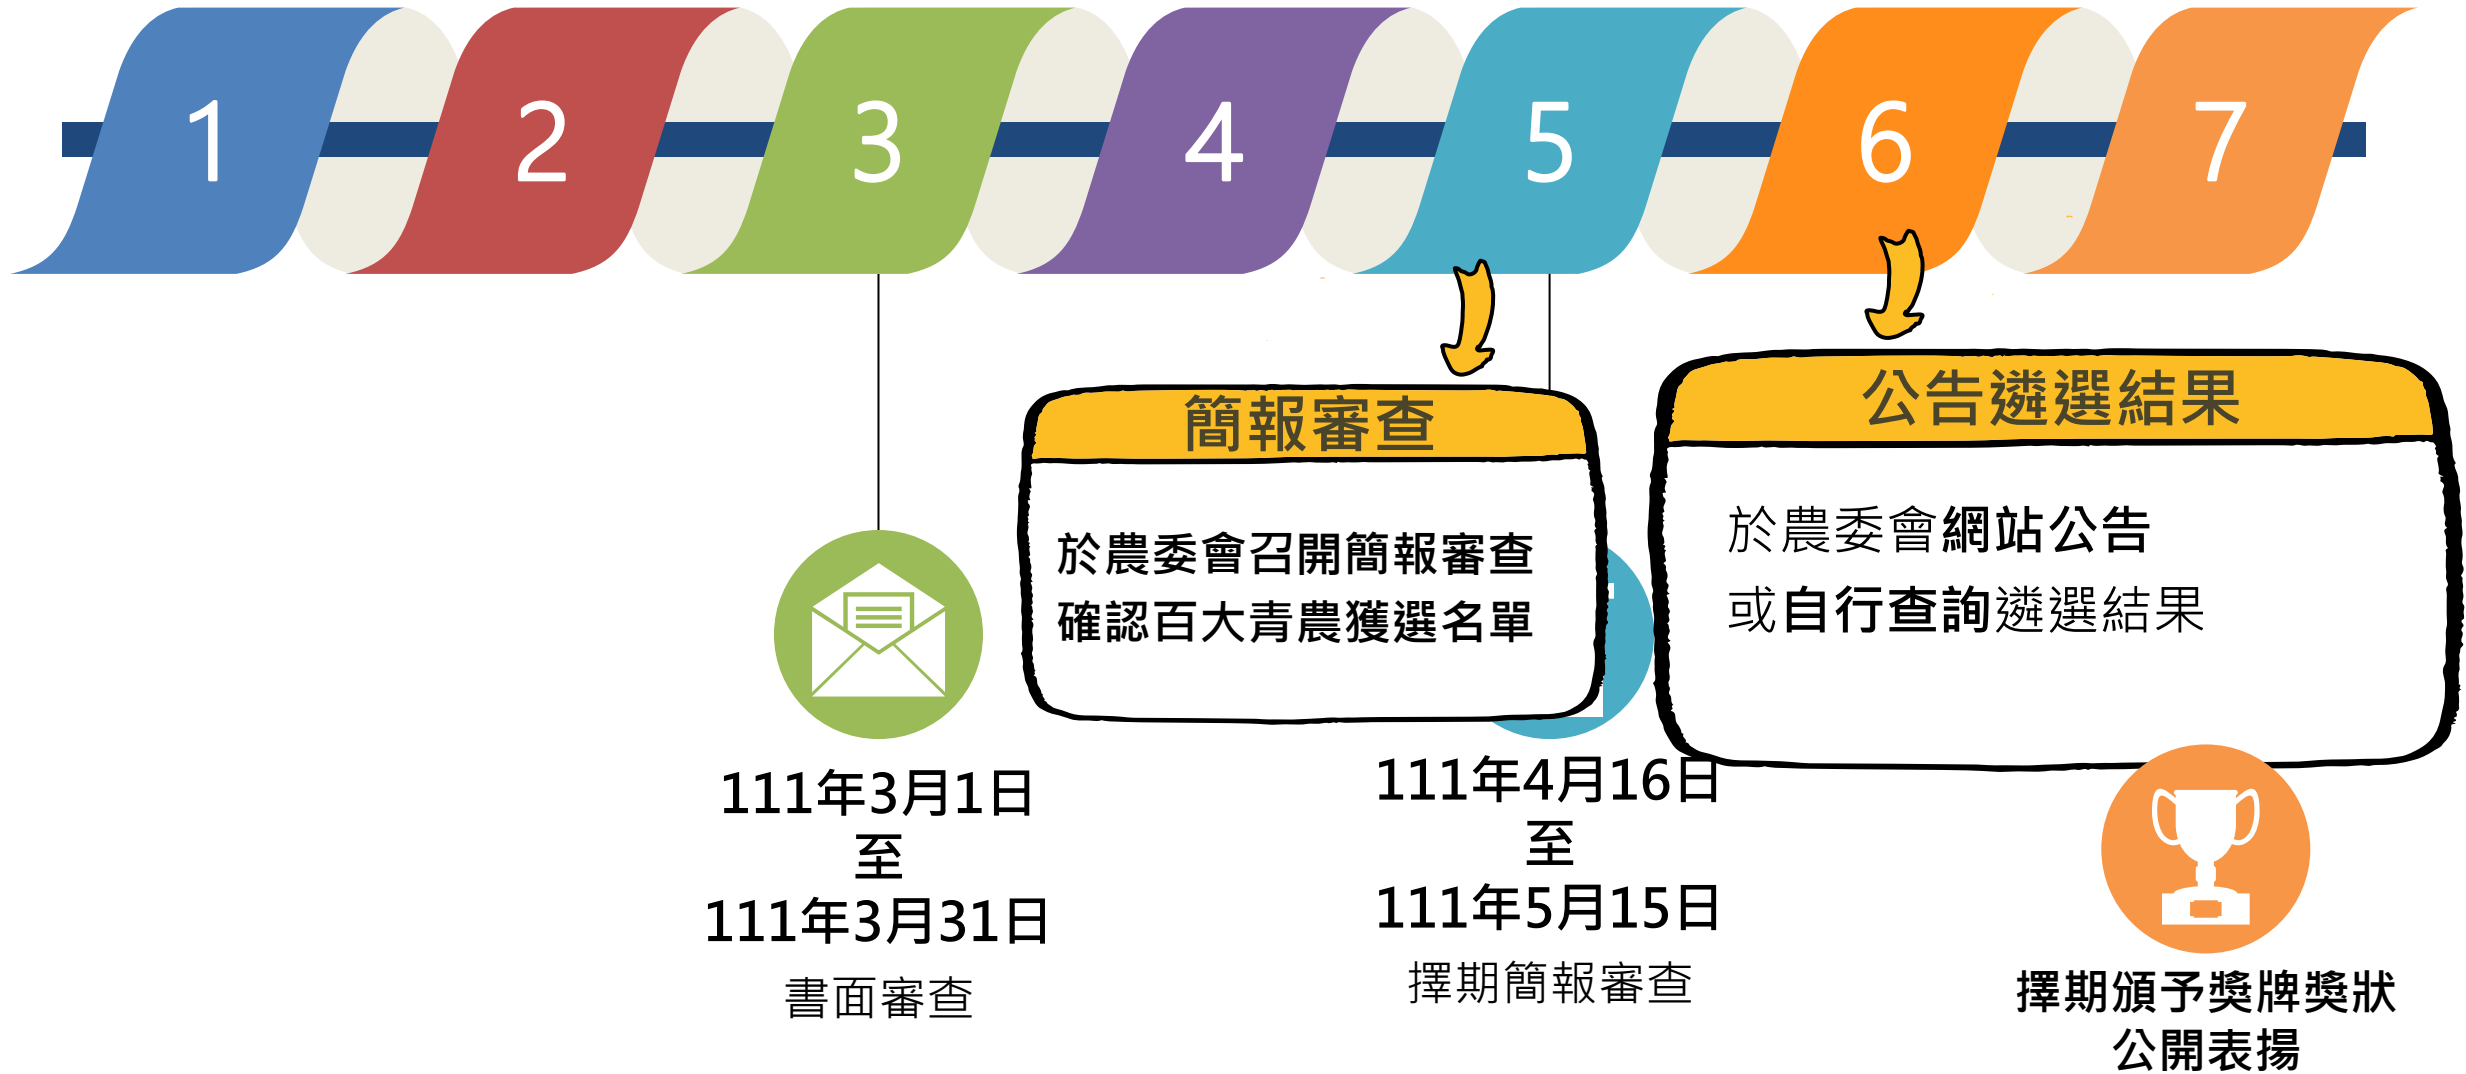 1
2
3
4
5
6
7
111年3月1日
至
111年3月31日
書面審查
簡報審查
於農委會召開簡報審查
確認百大青農獲選名單
111年4月16日
至
111年5月15日
擇期簡報審查
公告遴選結果
於農委會網站公告
或自行查詢遴選結果
擇期頒予獎牌獎狀
公開表揚